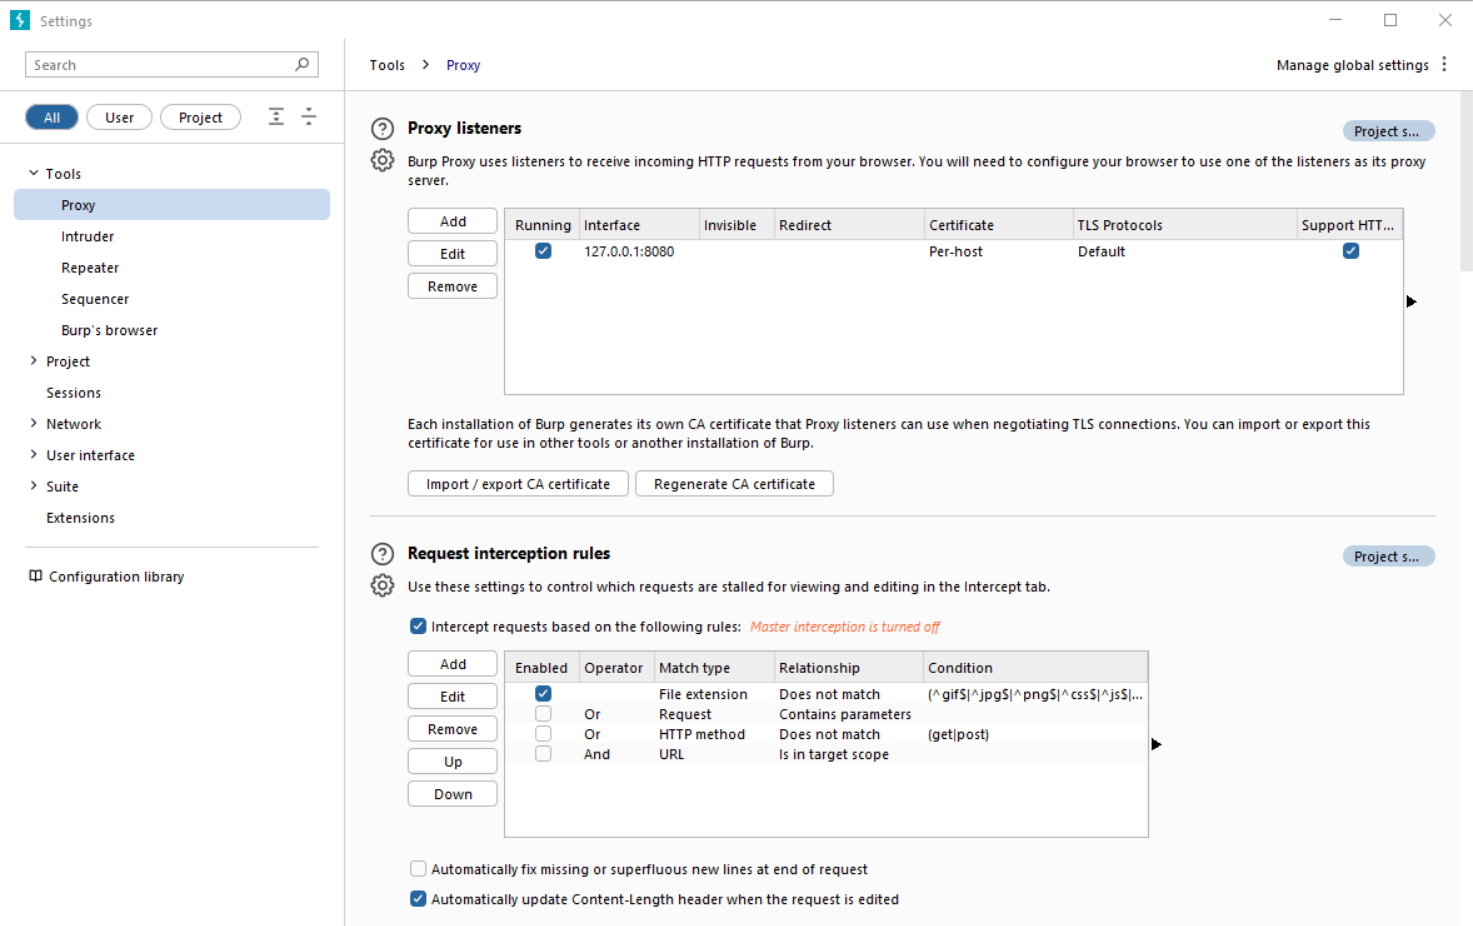 Settings
Search
Tools > Proxy
Manage global settings
All User Project
Tools
Proxy
Intruder
Repeater
Sequencer
Burp's browser
Project
Sessions
Network
User interface
Suite
Extensions
Configuration library
Proxy listeners
Project s...
Burp Proxy uses listeners to receive incoming HTTP requests from your browser. You will need to configure your browser to use one of the listeners as its proxy
server.
Add
Edit
Remove
Running Interface Invisible Redirect Certificate TLS Protocols Support HTT...
127.0.0.1:8080 Per-host Default
Each installation of Burp generates its own CA certificate that Proxy listeners can use when negotiating TLS connections. You can import or export this
certificate for use in other tools or another installation of Burp.
Import / export CA certificate Regenerate CA certificate
Request interception rules
Project s...
Use these settings to control which requests are stalled for viewing and editing in the Intercept tab.
Intercept requests based on the following rules: Master interception is turned off
Add
Edit
Remove
Up
Down
Enabled Operator Match type Relationship Condition
File extension Does not match (^gif$|^jpg$|^png$|^css$|^js$|...
Or Request Contains parameters
Or HTTP method Does not match (get|post)
And URL Is in target scope
Automatically fix missing or superfluous new lines at end of request
Automatically update Content-Length header when the request is edited